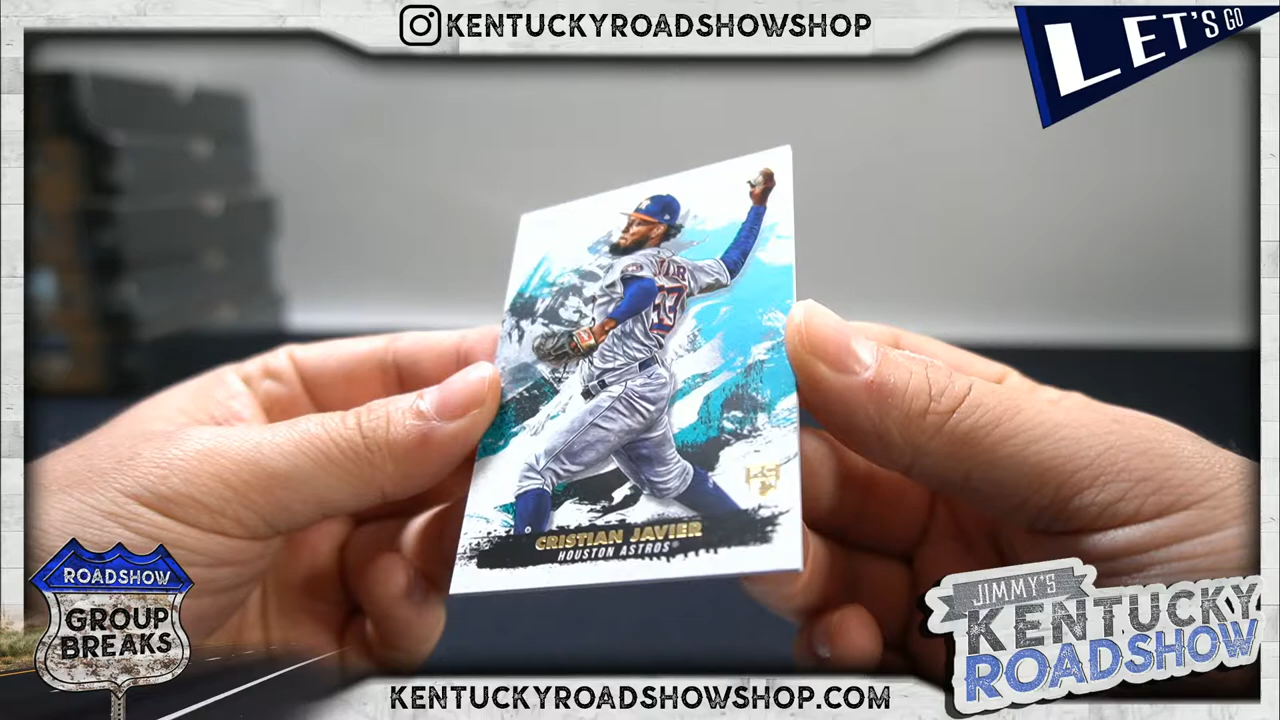 KENTUCKYROADSHOWSHOP
LET'S GO
CRISTIAN JAVIER
HOUSTON ASTROS®
ROADSHOW
GROUP
BREAKS
JIMMY'S
KENTUCKY
ROADSHOW
KENTUCKYROADSHOWSHOP.COM